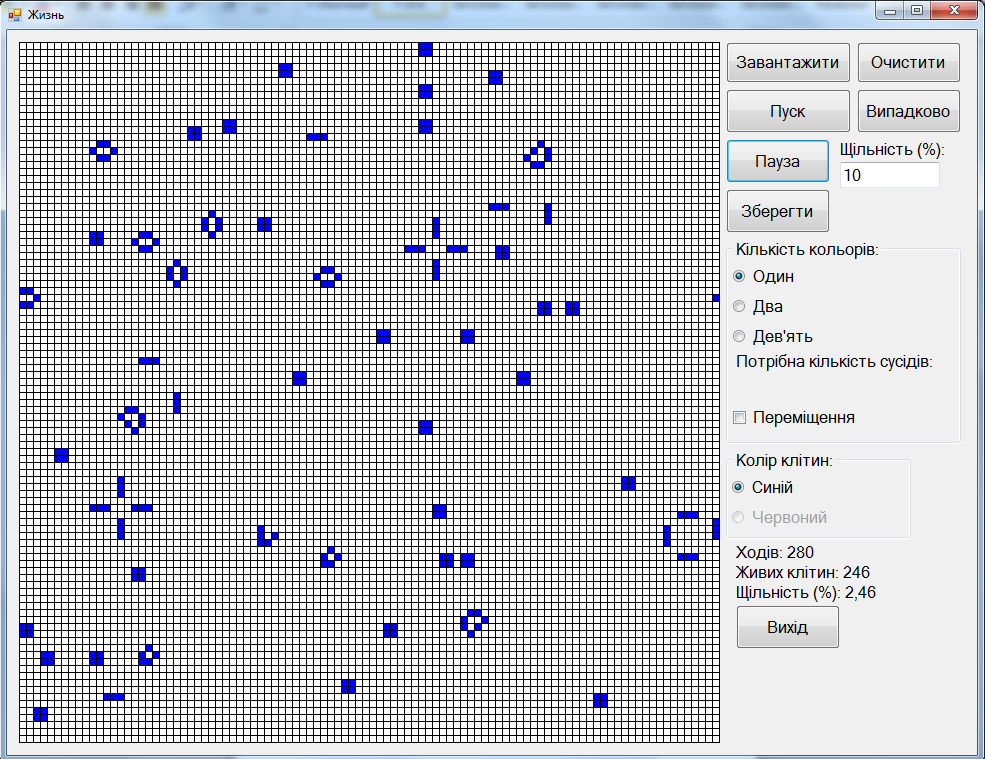 Жизнь
Завантажити
Очистити
Пуск
Випадково
Пауза
Щільність (%):
10
Зберегти
Кількість кольорів:
Один
Два
Дев'ять
Потрібна кількість сусідів:
Переміщення
Колір клітин:
Синій
Червоний
Ходів: 280
Живих клітин: 246
Щільність (%): 2,46
Вихід